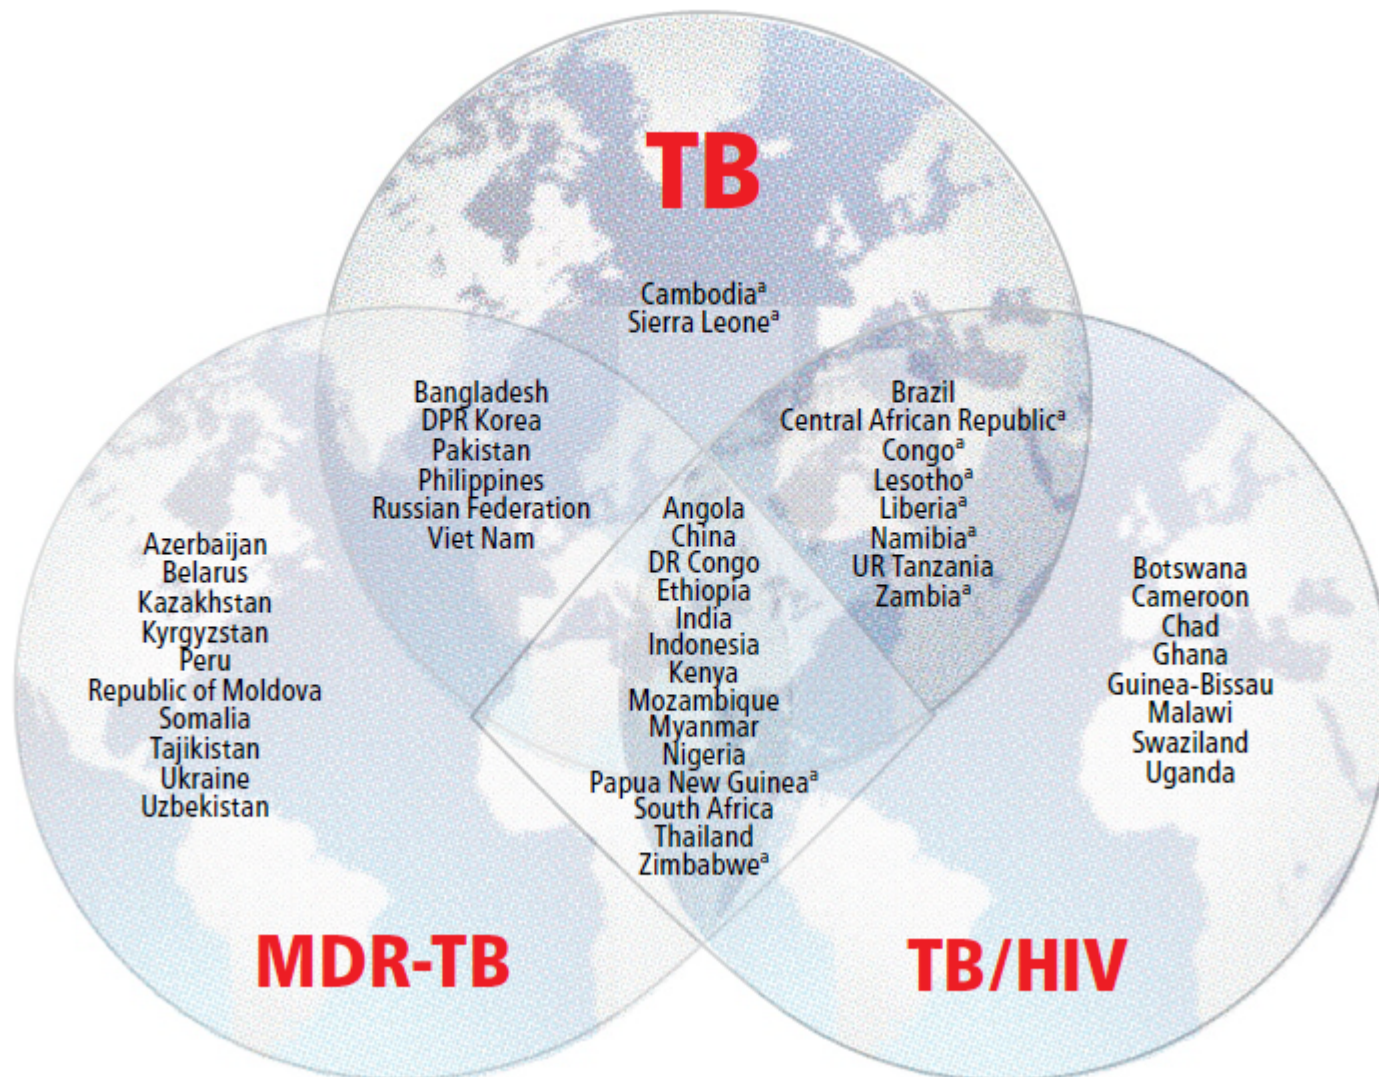 TB
Cambodiaᵃ
Sierra Leoneᵃ
Bangladesh
DPR Korea
Pakistan
Philippines
Russian Federation
Viet Nam
Brazil
Central African Republicᵃ
Congoᵃ
Lesothoᵃ
Liberiaᵃ
Namibiaᵃ
UR Tanzania
Zambiaᵃ
Angola
China
DR Congo
Ethiopia
India
Indonesia
Kenya
Mozambique
Myanmar
Nigeria
Papua New Guineaᵃ
South Africa
Thailand
Zimbabweᵃ
Azerbaijan
Belarus
Kazakhstan
Kyrgyzstan
Peru
Republic of Moldova
Somalia
Tajikistan
Ukraine
Uzbekistan
Botswana
Cameroon
Chad
Ghana
Guinea-Bissau
Malawi
Swaziland
Uganda
MDR-TB
TB/HIV